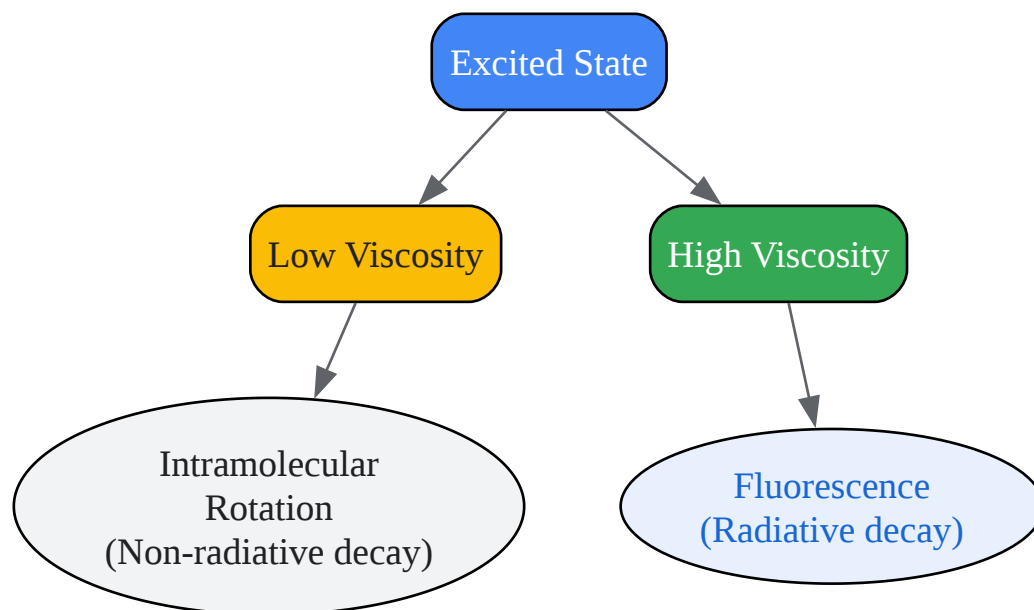 Excited State
Low Viscosity
High Viscosity
Intramolecular
Rotation
(Non-radiative decay)
Fluorescence
(Radiative decay)